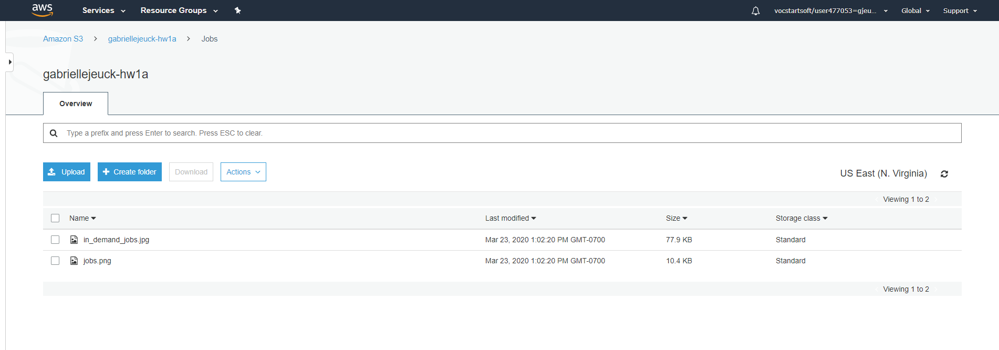 aws Services Resource Groups vocstartsoft/user477053=gjeu... Global Support
Amazon S3 > gabriellejeuck-hw1a > Jobs
gabriellejeuck-hw1a
Overview
Type a prefix and press Enter to search. Press ESC to clear.
Upload + Create folder Download Actions US East (N. Virginia)
Viewing 1 to 2
Name Last modified Size Storage class
in_demand_jobs.jpg Mar 23, 2020 1:02:20 PM GMT-0700 77.9 KB Standard
jobs.png Mar 23, 2020 1:02:20 PM GMT-0700 10.4 KB Standard
Viewing 1 to 2